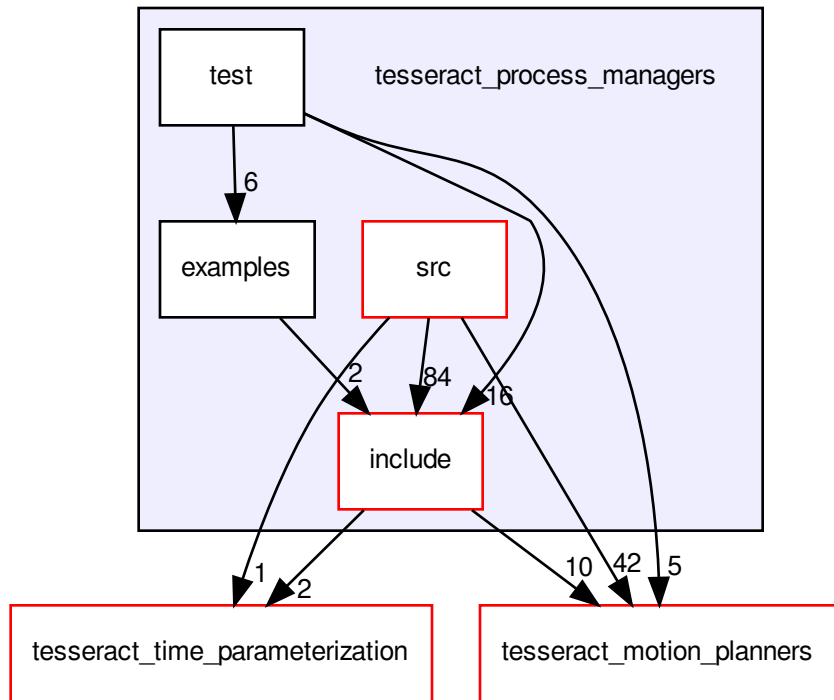 test
tesseract_process_managers
6
examples
src
2
84
16
include
1
2
10
42
5
tesseract_time_parameterization
tesseract_motion_planners